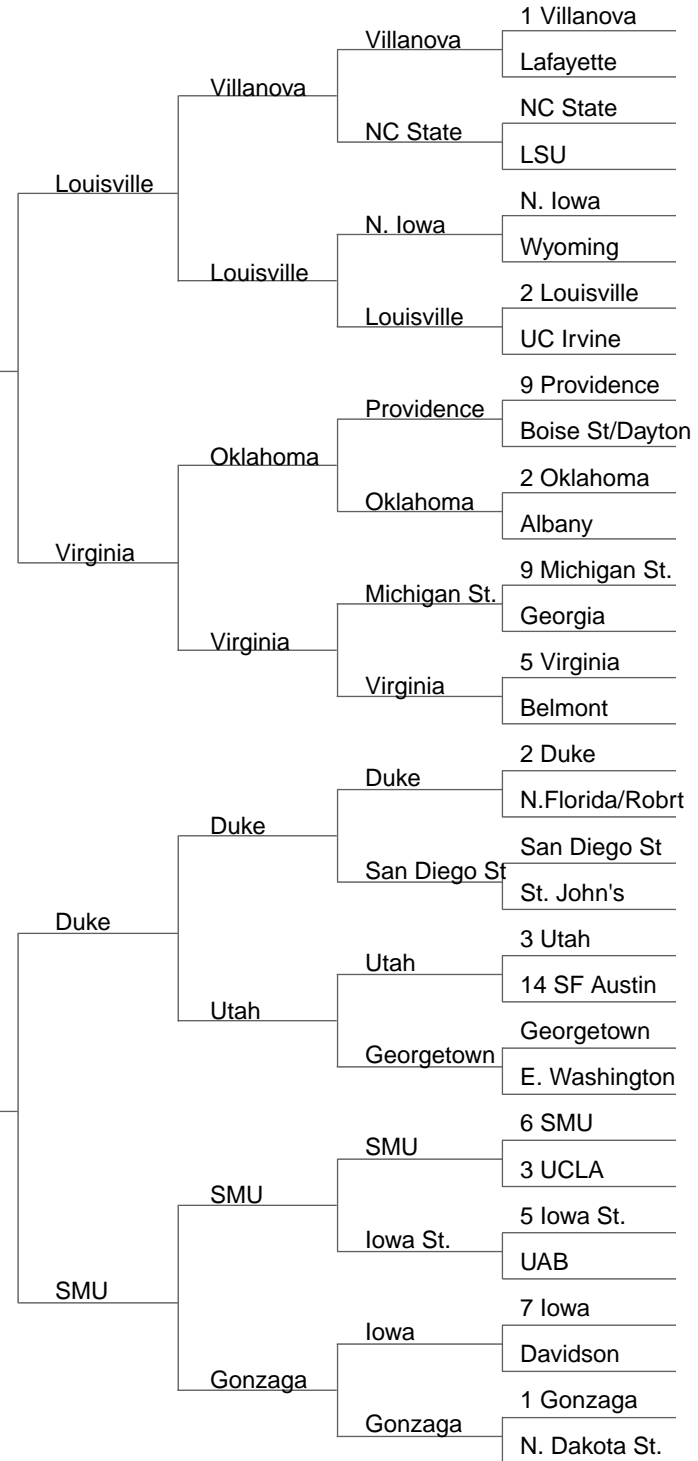 1 Villanova
Villanova
Lafayette
Villanova
NC State
NC State
LSU
Louisville
N. Iowa
N. Iowa
Wyoming
Louisville
2 Louisville
Louisville
UC Irvine
9 Providence
Providence
Boise St/Dayton
Oklahoma
2 Oklahoma
Oklahoma
Albany
Virginia
9 Michigan St.
Michigan St.
Georgia
Virginia
5 Virginia
Virginia
Belmont
2 Duke
Duke
N.Florida/Robrt
Duke
San Diego St
San Diego St
St. John's
Duke
3 Utah
Utah
14 SF Austin
Utah
Georgetown
Georgetown
E. Washington
6 SMU
SMU
3 UCLA
SMU
5 Iowa St.
Iowa St.
UAB
SMU
7 Iowa
Iowa
Davidson
Gonzaga
1 Gonzaga
Gonzaga
N. Dakota St.